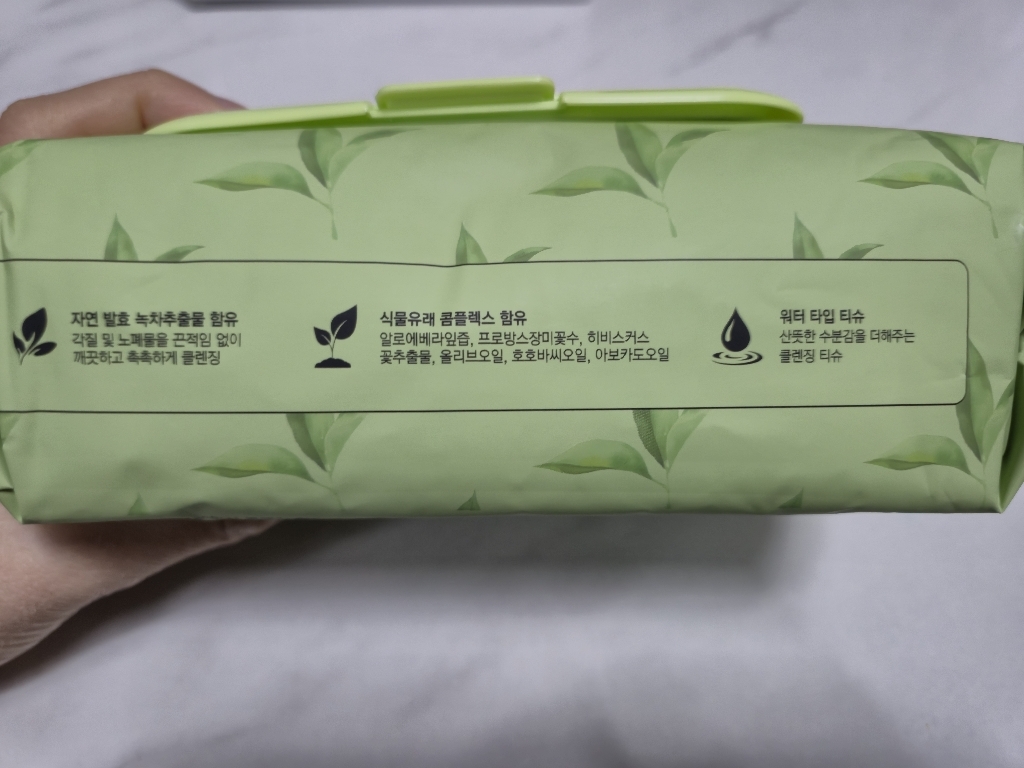 자연 발효 녹차추출물 함유
각질 및 노폐물을 끈적임 없이
깨끗하고 촉촉하게 클렌징
식물유래 콤플렉스 함유
알로에베라잎즙, 프로방스장미꽃수, 히비스커스
꽃추출물, 올리브오일, 호호바씨오일, 아보카도오일
워터 타입 티슈
산뜻한 수분감을 더해주는
클렌징 티슈